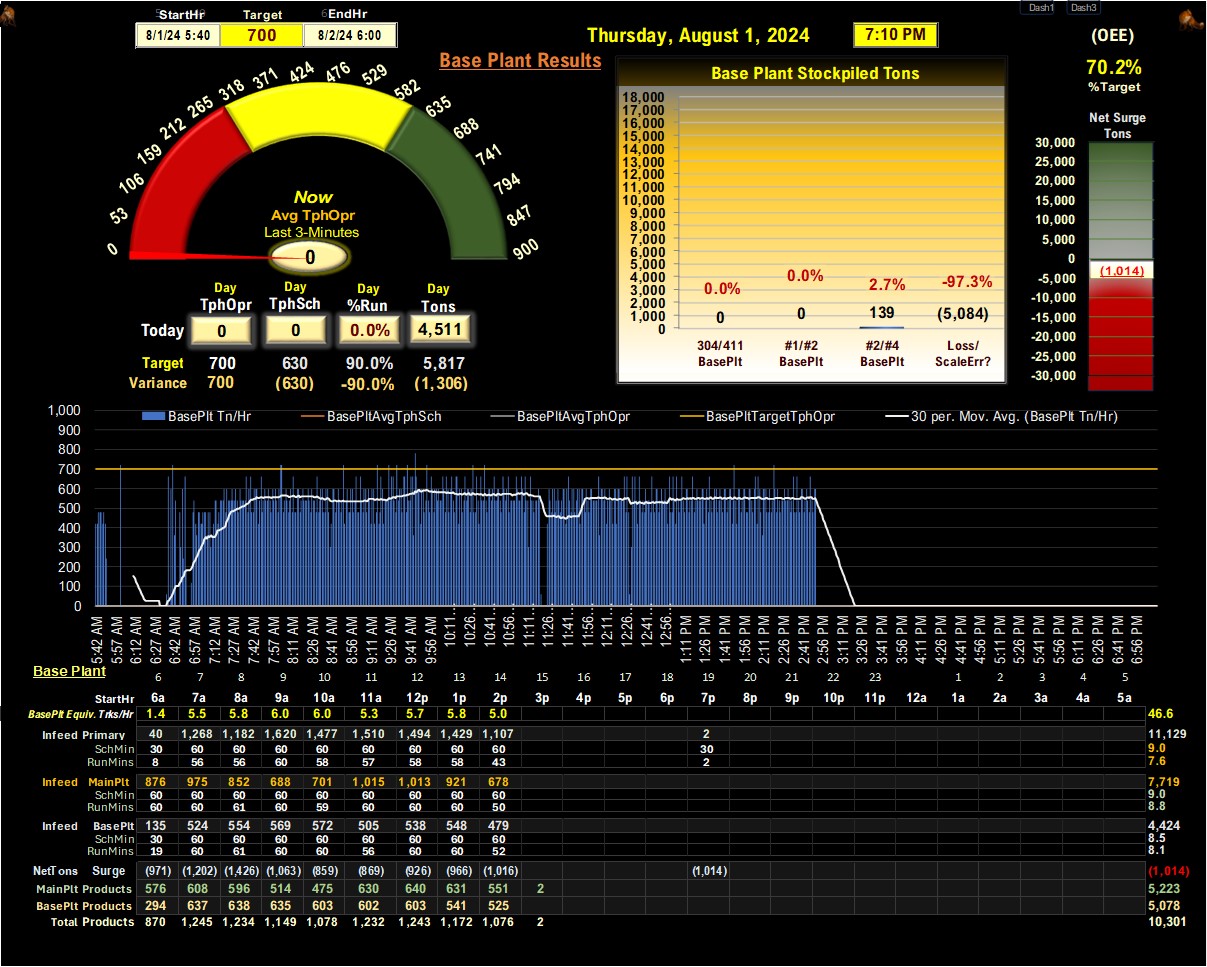 StartHr Target EndHr
8/1/24 5:40 700 8/2/24 6:00
Dash1 Dash3
Thursday, August 1, 2024 7:10 PM
(OEE)
70.2%
%Target
Base Plant Results
Base Plant Stockpiled Tons
0 53 106 159 212 265 318 371 424 476 529 582 635 688 741 794 847 900
Now
Avg TphOpr
Last 3-Minutes
0
18,000
17,000
16,000
15,000
14,000
13,000
12,000
11,000
10,000
9,000
8,000
7,000
6,000
5,000
4,000
3,000
2,000
1,000
0
0.0% 0.0% 2.7% -97.3%
0 0 139 (5,084)
304/411 #1/#2 #2/#4 Loss/
BasePlt BasePlt BasePlt ScaleErr?
Net Surge
Tons
30,000
25,000
20,000
15,000
10,000
5,000
0
-5,000
-10,000
-15,000
-20,000
-25,000
-30,000
(1,014)
Day Day Day Day
TphOpr TphSch %Run Tons
Today 0 0 0.0% 4,511
Target 700 630 90.0% 5,817
Variance 700 (630) -90.0% (1,306)
BasePlt Tn/Hr BasePltAvgTphSch BasePltAvgTphOpr BasePltTargetTphOpr 30 per. Mov. Avg. (BasePlt Tn/Hr)
1,000
900
800
700
600
500
400
300
200
100
0
5:42 AM 5:57 AM 6:12 AM 6:27 AM 6:42 AM 6:57 AM 7:12 AM 7:27 AM 7:42 AM 8:11 AM 8:26 AM 8:41 AM 8:56 AM 9:11 AM 9:26 AM 9:41 AM 9:56 AM 10:11… 10:26… 10:41… 10:56… 11:11… 11:26… 11:41… 11:56… 12:11… 12:26… 12:41… 12:56… 1:11 PM 1:26 PM 1:41 PM 1:56 PM 2:11 PM 2:26 PM 2:41 PM 2:56 PM 3:11 PM 3:26 PM 3:41 PM 3:56 PM 4:11 PM 4:26 PM 4:41 PM 4:56 PM 5:11 PM 5:26 PM 5:41 PM 5:56 PM 6:11 PM 6:26 PM 6:41 PM 6:56 PM
Base Plant
6 7 8 9 10 11 12 13 14 15 16 17 18 19 20 21 22 23 1 2 3 4 5
StartHr 6a 7a 8a 9a 10a 11a 12p 1p 2p 3p 4p 5p 6p 7p 8p 9p 10p 11p 12a 1a 2a 3a 4a 5a
BasePlt Equiv. Trks/Hr 1.4 5.5 5.8 6.0 6.0 5.3 5.7 5.8 5.0 46.6
Infeed Primary 40 1,268 1,182 1,620 1,477 1,510 1,494 1,429 1,107 2 11,129
SchMin 30 60 60 60 60 60 60 60 60 30 9.0
RunMins 8 56 56 60 58 57 58 58 43 2 7.6
Infeed MainPlt 876 975 852 688 701 1,015 1,013 921 678 7,719
SchMin 60 60 60 60 60 60 60 60 60 9.0
RunMins 60 60 61 60 59 60 60 60 50 8.8
Infeed BasePlt 135 524 554 569 572 505 538 548 479 4,424
SchMin 30 60 60 60 60 60 60 60 60 8.5
RunMins 19 60 61 60 60 56 60 60 52 8.1
NetTons Surge (971) (1,202) (1,426) (1,063) (859) (869) (926) (966) (1,016) (1,014) (1,014)
MainPlt Products 576 608 596 514 475 630 640 631 551 2 5,223
BasePlt Products 294 637 638 635 603 602 603 541 525 5,078
Total Products 870 1,245 1,234 1,149 1,078 1,232 1,243 1,172 1,076 2 10,301